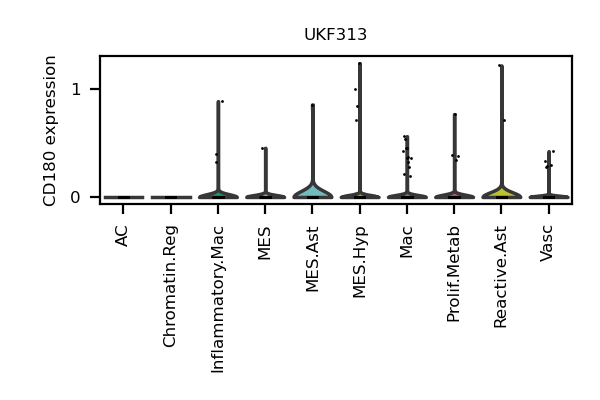 UKF313
CD180 expression
1
0
AC
Chromatin.Reg
Inflammatory.Mac
MES
MES.Ast
MES.Hyp
Mac
Prolif.Metab
Reactive.Ast
Vasc